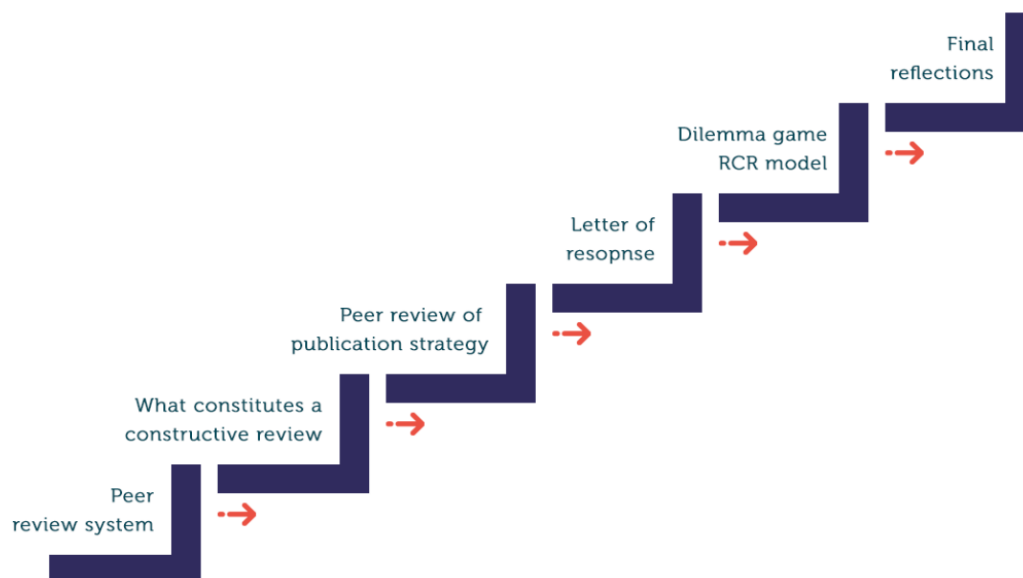 Final
reflections
Dilemma game
RCR model
Letter of
resopnse
Peer review of
publication strategy
What constitutes a
constructive review
Peer
review system